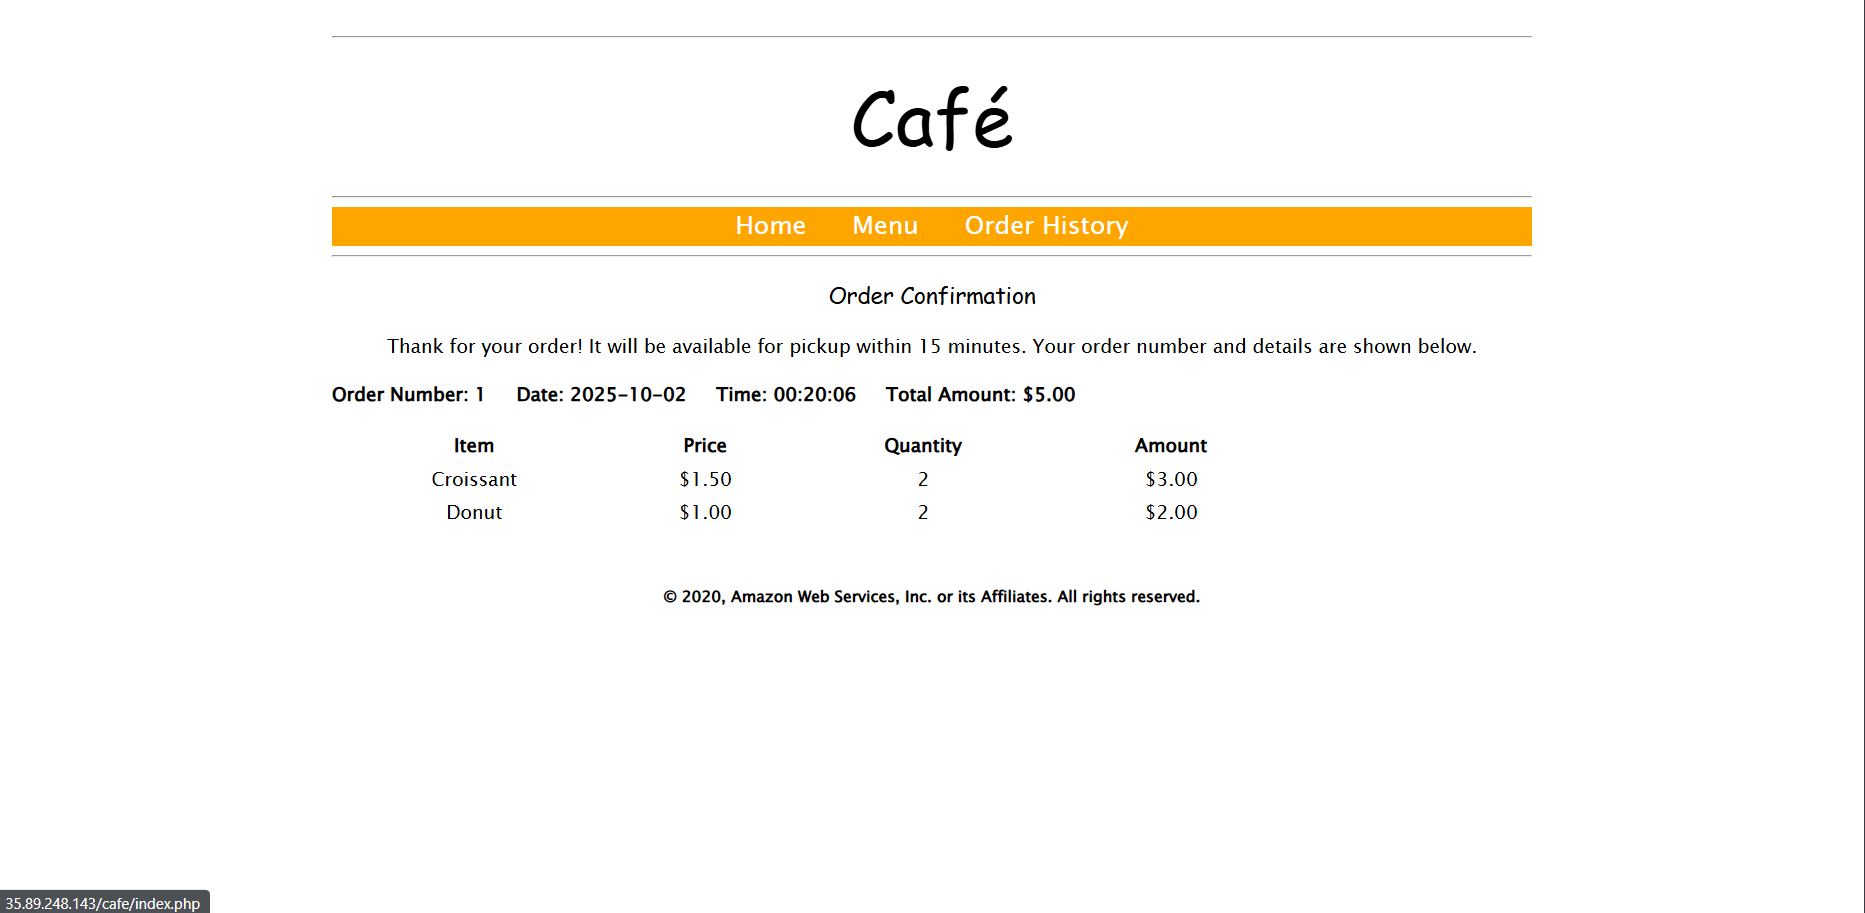 Café
Home Menu Order History
Order Confirmation
Thank for your order! It will be available for pickup within 15 minutes. Your order number and details are shown below.
Order Number: 1 Date: 2025-10-02 Time: 00:20:06 Total Amount: $5.00
Item Price Quantity Amount
Croissant $1.50 2 $3.00
Donut $1.00 2 $2.00
© 2020, Amazon Web Services, Inc. or its Affiliates. All rights reserved.
35.89.248.143/cafe/index.php